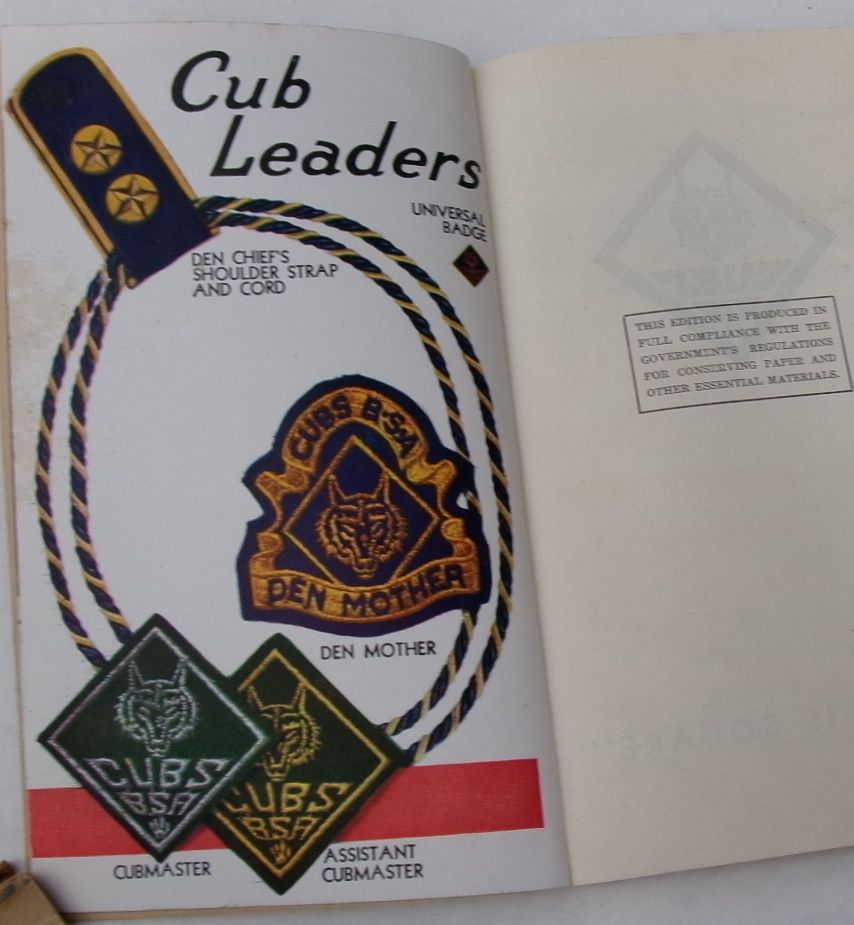 Cub
Leaders
UNIVERSAL
BADGE
DEN CHIEF'S
SHOULDER STRAP
AND CORD
CUBS B·S·A
DEN MOTHER
DEN MOTHER
CUBS
BSA
CUBS
BSA
CUBMASTER
ASSISTANT
CUBMASTER
THIS EDITION IS PRODUCED IN
FULL COMPLIANCE WITH THE
GOVERNMENT'S REGULATIONS
FOR CONSERVING PAPER AND
OTHER ESSENTIAL MATERIALS.